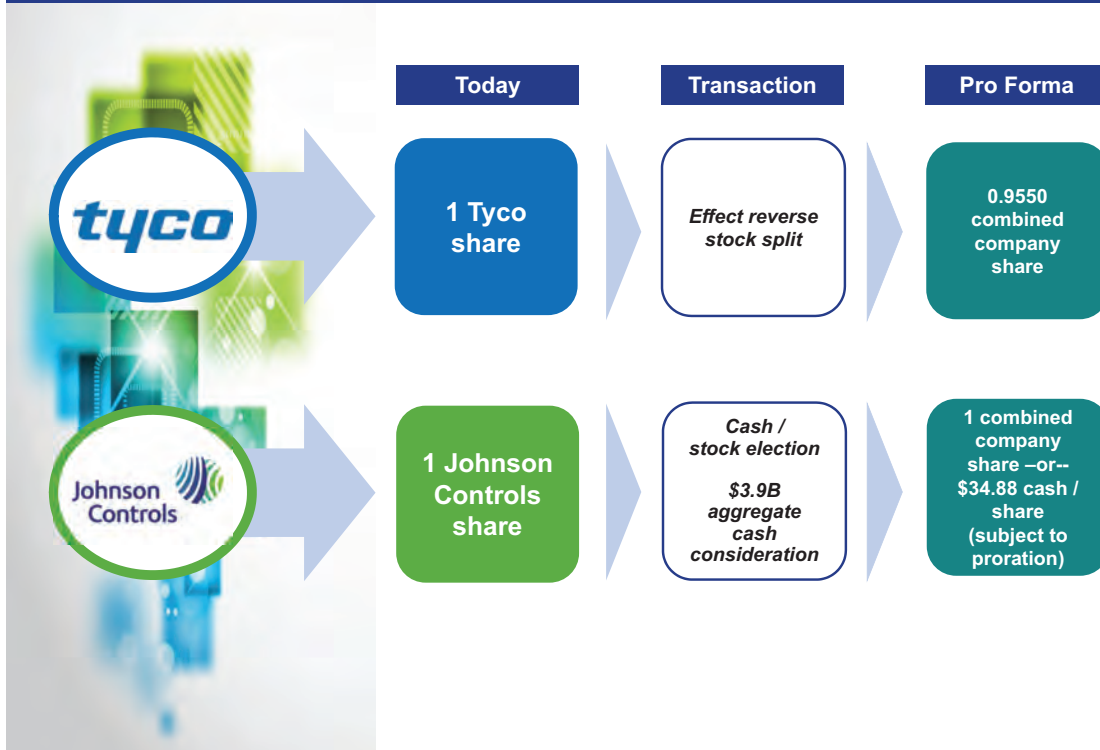 Today
Transaction
Pro Forma
tyco
1 Tyco
share
Effect reverse
stock split
0.9550
combined
company
share
Johnson
Controls
1 Johnson
Controls
share
Cash /
stock election
$3.9B
aggregate
cash
consideration
1 combined
company
share –or--
$34.88 cash /
share
(subject to
proration)